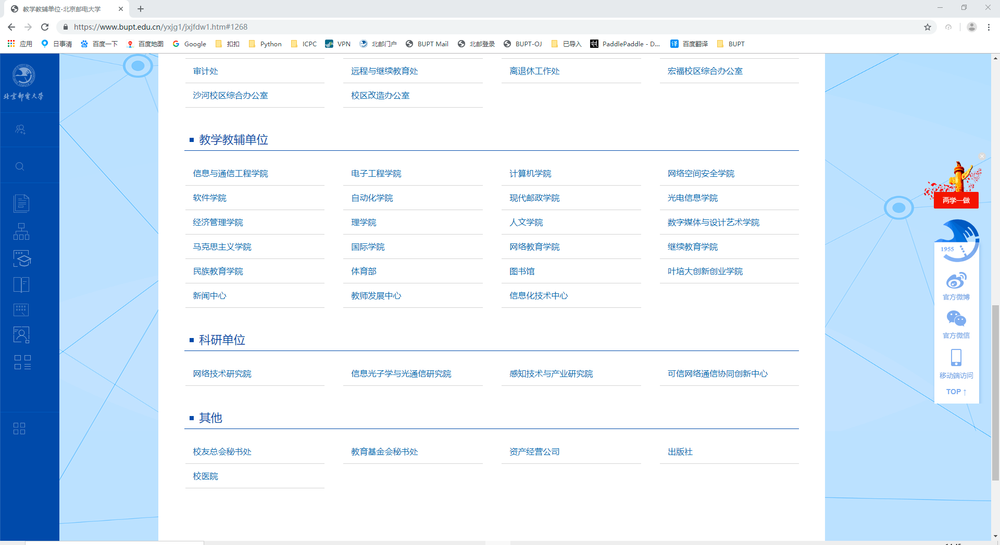 教学教辅单位-北京邮电大学
https://www.bupt.edu.cn/yxjg1/jxjfdw1.htm#1268
应用 日事清 百度一下 百度地图 Google 扣扣 Python ICPC VPN 北邮门户 BUPT Mail 北邮登录 BUPT-OJ 已导入 PaddlePaddle - D... 译 百度翻译 BUPT
北京邮电大学
审计处 远程与继续教育处 离退休工作处 宏福校区综合办公室
沙河校区综合办公室 校区改造办公室
教学教辅单位
信息与通信工程学院 电子工程学院 计算机学院 网络空间安全学院
软件学院 自动化学院 现代邮政学院 光电信息学院
经济管理学院 理学院 人文学院 数字媒体与设计艺术学院
马克思主义学院 国际学院 网络教育学院 继续教育学院
民族教育学院 体育部 图书馆 叶培大创新创业学院
新闻中心 教师发展中心 信息化技术中心
科研单位
网络技术研究院 信息光子学与光通信研究院 感知技术与产业研究院 可信网络通信协同创新中心
其他
校友总会秘书处 教育基金会秘书处 资产经营公司 出版社
校医院
两学一做
1955
官方微博
官方微信
移动端访问
TOP ↑